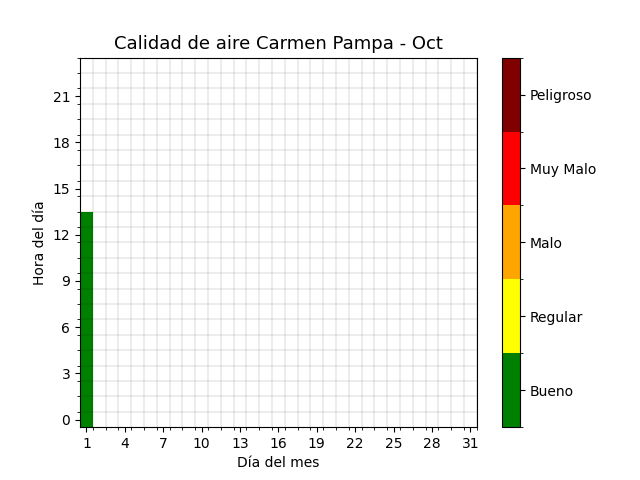 Calidad de aire Carmen Pampa - Oct
Hora del día
21
18
15
12
9
6
3
0
1 4 7 10 13 16 19 22 25 28 31
Día del mes
Peligroso
Muy Malo
Malo
Regular
Bueno